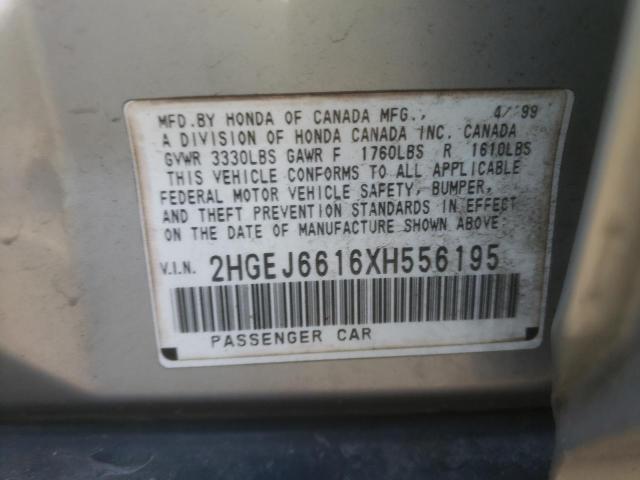 MFD.BY HONDA OF CANADA MFG., 4/'99
A DIVISION OF HONDA CANADA INC. CANADA
GVWR 3330LBS GAWR F 1760LBS R 1610LBS
THIS VEHICLE CONFORMS TO ALL APPLICABLE
FEDERAL MOTOR VEHICLE SAFETY, BUMPER,
AND THEFT PREVENTION STANDARDS IN EFFECT
ON THE DATE OF MANUFACTURE SHOWN ABOVE.
V.I.N. 2HGEJ6616XH556195
PASSENGER CAR